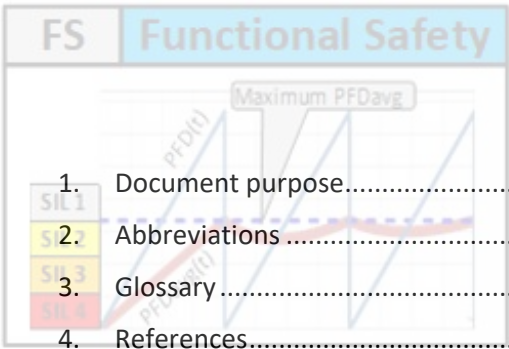 FS Functional Safety
Maximum PFDavg
PFD(t)
1. Document purpose......................
SIL 1
2. Abbreviations ..............................
SIL 2
PFDavg(t)
SIL 3
3. Glossary ........................................
SIL 4
4. References....................................